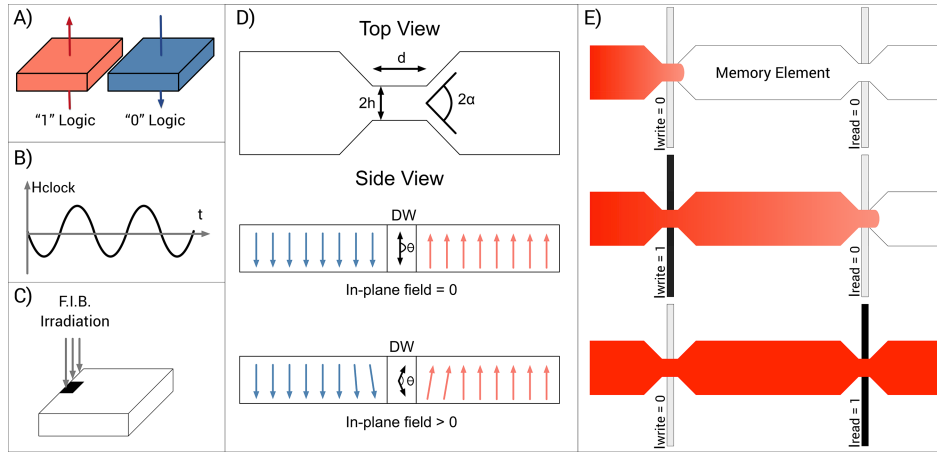 A)
“1” Logic
“0” Logic
B)
Hclock
t
C)
F.I.B.
Irradiation
D)
Top View
d
2h
2α
Side View
DW
θ
In-plane field = 0
DW
θ
In-plane field > 0
E)
Memory Element
Iwrite = 0
Iread = 0
Iwrite = 1
Iread = 0
Iwrite = 0
Iread = 1